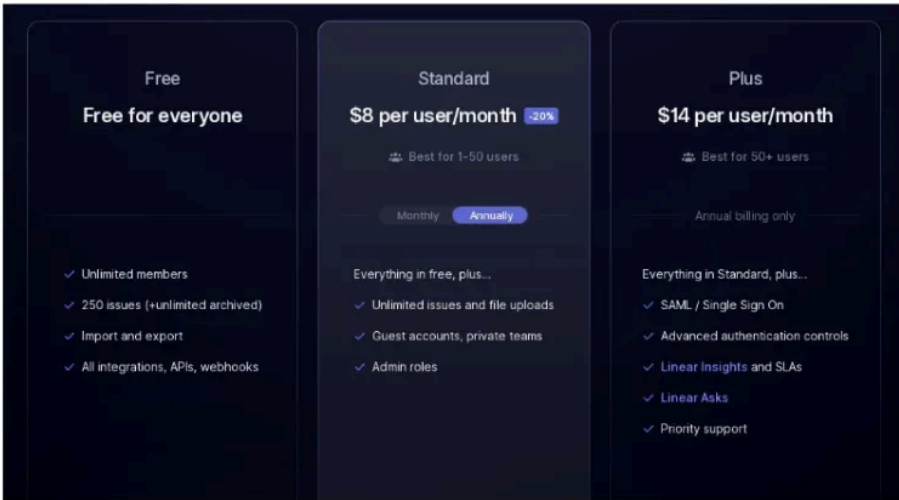 Free
Free for everyone
Unlimited members
250 issues (+unlimited archived)
Import and export
All integrations, APIs, webhooks
Standard
$8 per user/month -20%
Best for 1-50 users
Monthly Annually
Everything in free, plus...
Unlimited issues and file uploads
Guest accounts, private teams
Admin roles
Plus
$14 per user/month
Best for 50+ users
Annual billing only
Everything in Standard, plus...
SAML / Single Sign On
Advanced authentication controls
Linear Insights and SLAs
Linear Asks
Priority support